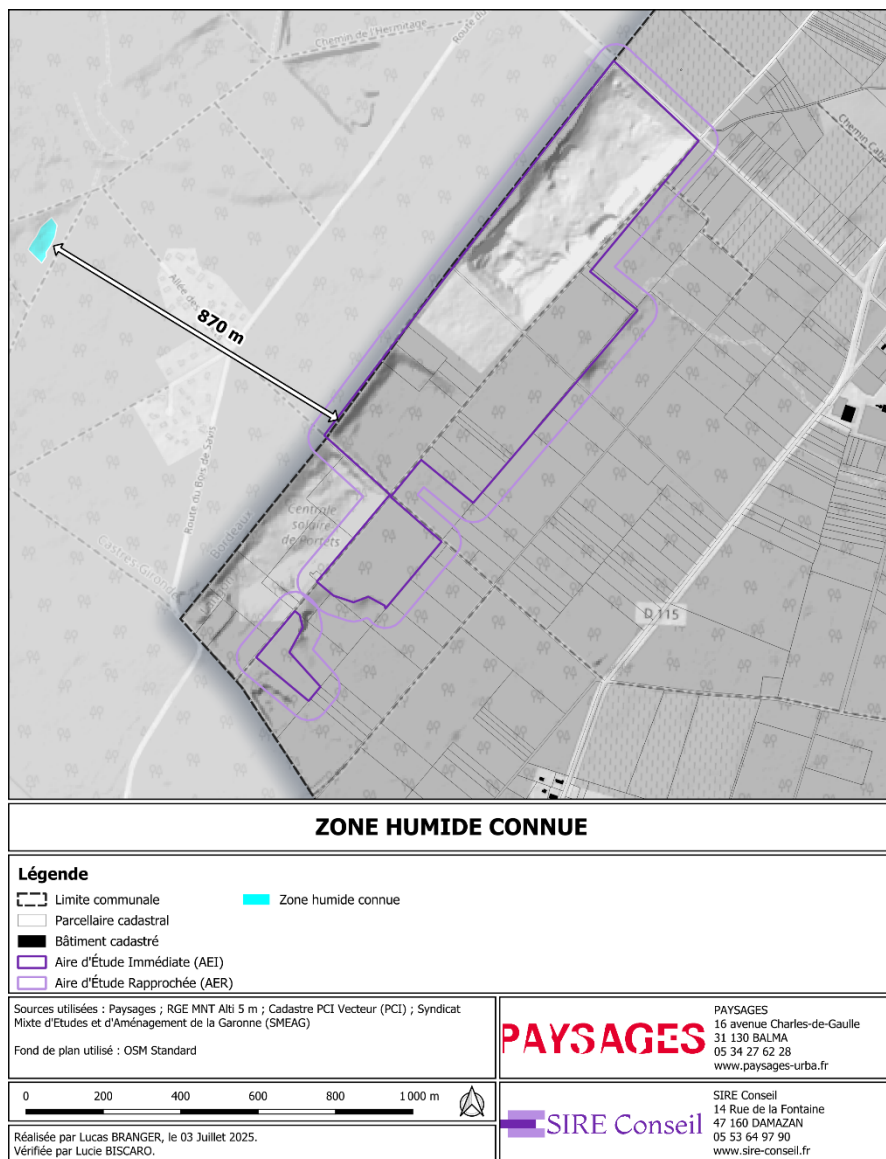 Chemin de l'Hermitage
Route du
Chemin Cab
Allée des
870 m
Route du Bois de Savis
Bordeaux
Castres-Gironde
Centrale
solaire
de Portets
D 115
ZONE HUMIDE CONNUE
Légende
Limite communale
Zone humide connue
Parcellaire cadastral
Bâtiment cadastré
Aire d'Étude Immédiate (AEI)
Aire d'Étude Rapprochée (AER)
Sources utilisées : Paysages ; RGE MNT Alti 5 m ; Cadastre PCI Vecteur (PCI) ; Syndicat
Mixte d'Etudes et d'Aménagement de la Garonne (SMEAG)
Fond de plan utilisé : OSM Standard
0 200 400 600 800 1 000 m
Réalisée par Lucas BRANGER, le 03 Juillet 2025.
Vérifiée par Lucie BISCARO.
PAYSAGES
PAYSAGES
16 avenue Charles-de-Gaulle
31 130 BALMA
05 34 27 62 28
www.paysages-urba.fr
SIRE Conseil
SIRE Conseil
14 Rue de la Fontaine
47 160 DAMAZAN
05 53 64 97 90
www.sire-conseil.fr